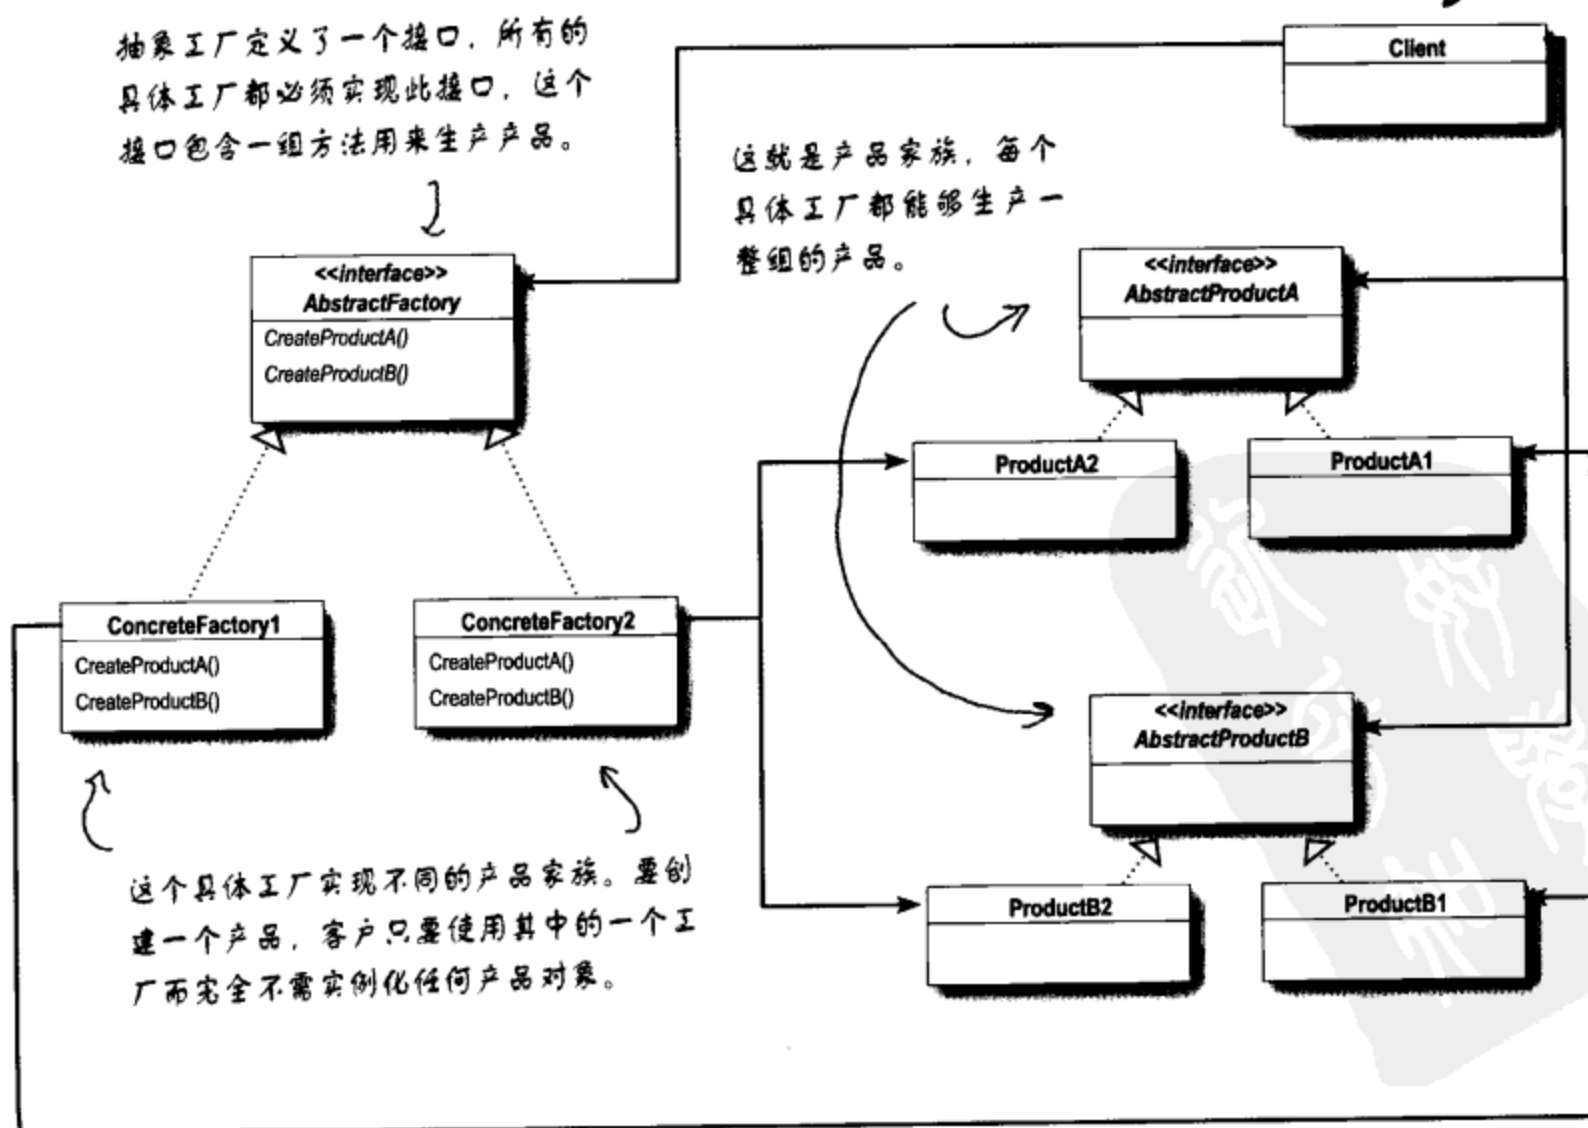 抽象工厂定义了一个接口，所有的
具体工厂都必须实现此接口，这个
接口包含一组方法用来生产产品。
Client
这就是产品家族，每个
具体工厂都能够生产一
整组的产品。
<<interface>>
AbstractFactory
CreateProductA()
CreateProductB()
<<interface>>
AbstractProductA
ProductA2
ProductA1
ConcreteFactory1
CreateProductA()
CreateProductB()
ConcreteFactory2
CreateProductA()
CreateProductB()
<<interface>>
AbstractProductB
ProductB2
ProductB1
这个具体工厂实现不同的产品家族。要创
建一个产品，客户只要使用其中的一个工
厂而完全不需实例化任何产品对象。